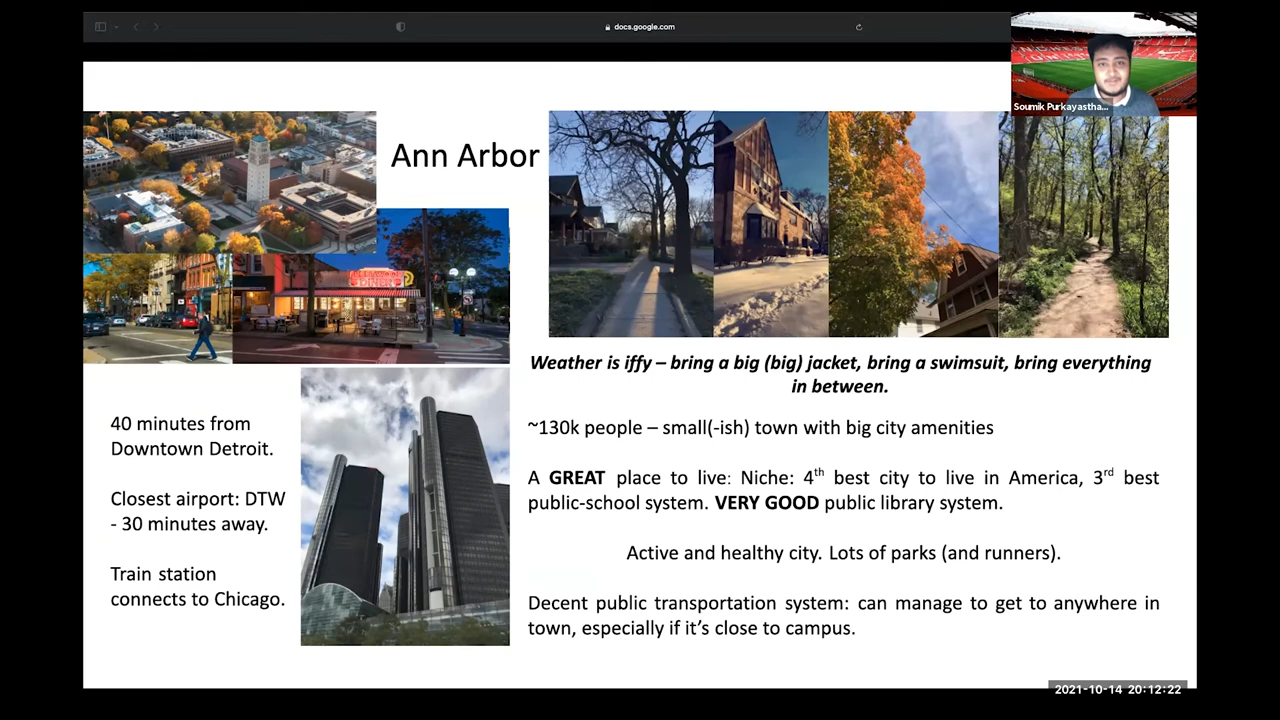 docs.google.com
Soumik Purkayastha...
Ann Arbor
DINER
Weather is iffy – bring a big (big) jacket, bring a swimsuit, bring everything
in between.
40 minutes from
Downtown Detroit.
Closest airport: DTW
- 30 minutes away.
Train station
connects to Chicago.
~130k people – small(-ish) town with big city amenities
A GREAT place to live: Niche: 4th best city to live in America, 3rd best
public-school system. VERY GOOD public library system.
Active and healthy city. Lots of parks (and runners).
Decent public transportation system: can manage to get to anywhere in
town, especially if it’s close to campus.
2021-10-14 20:12:22